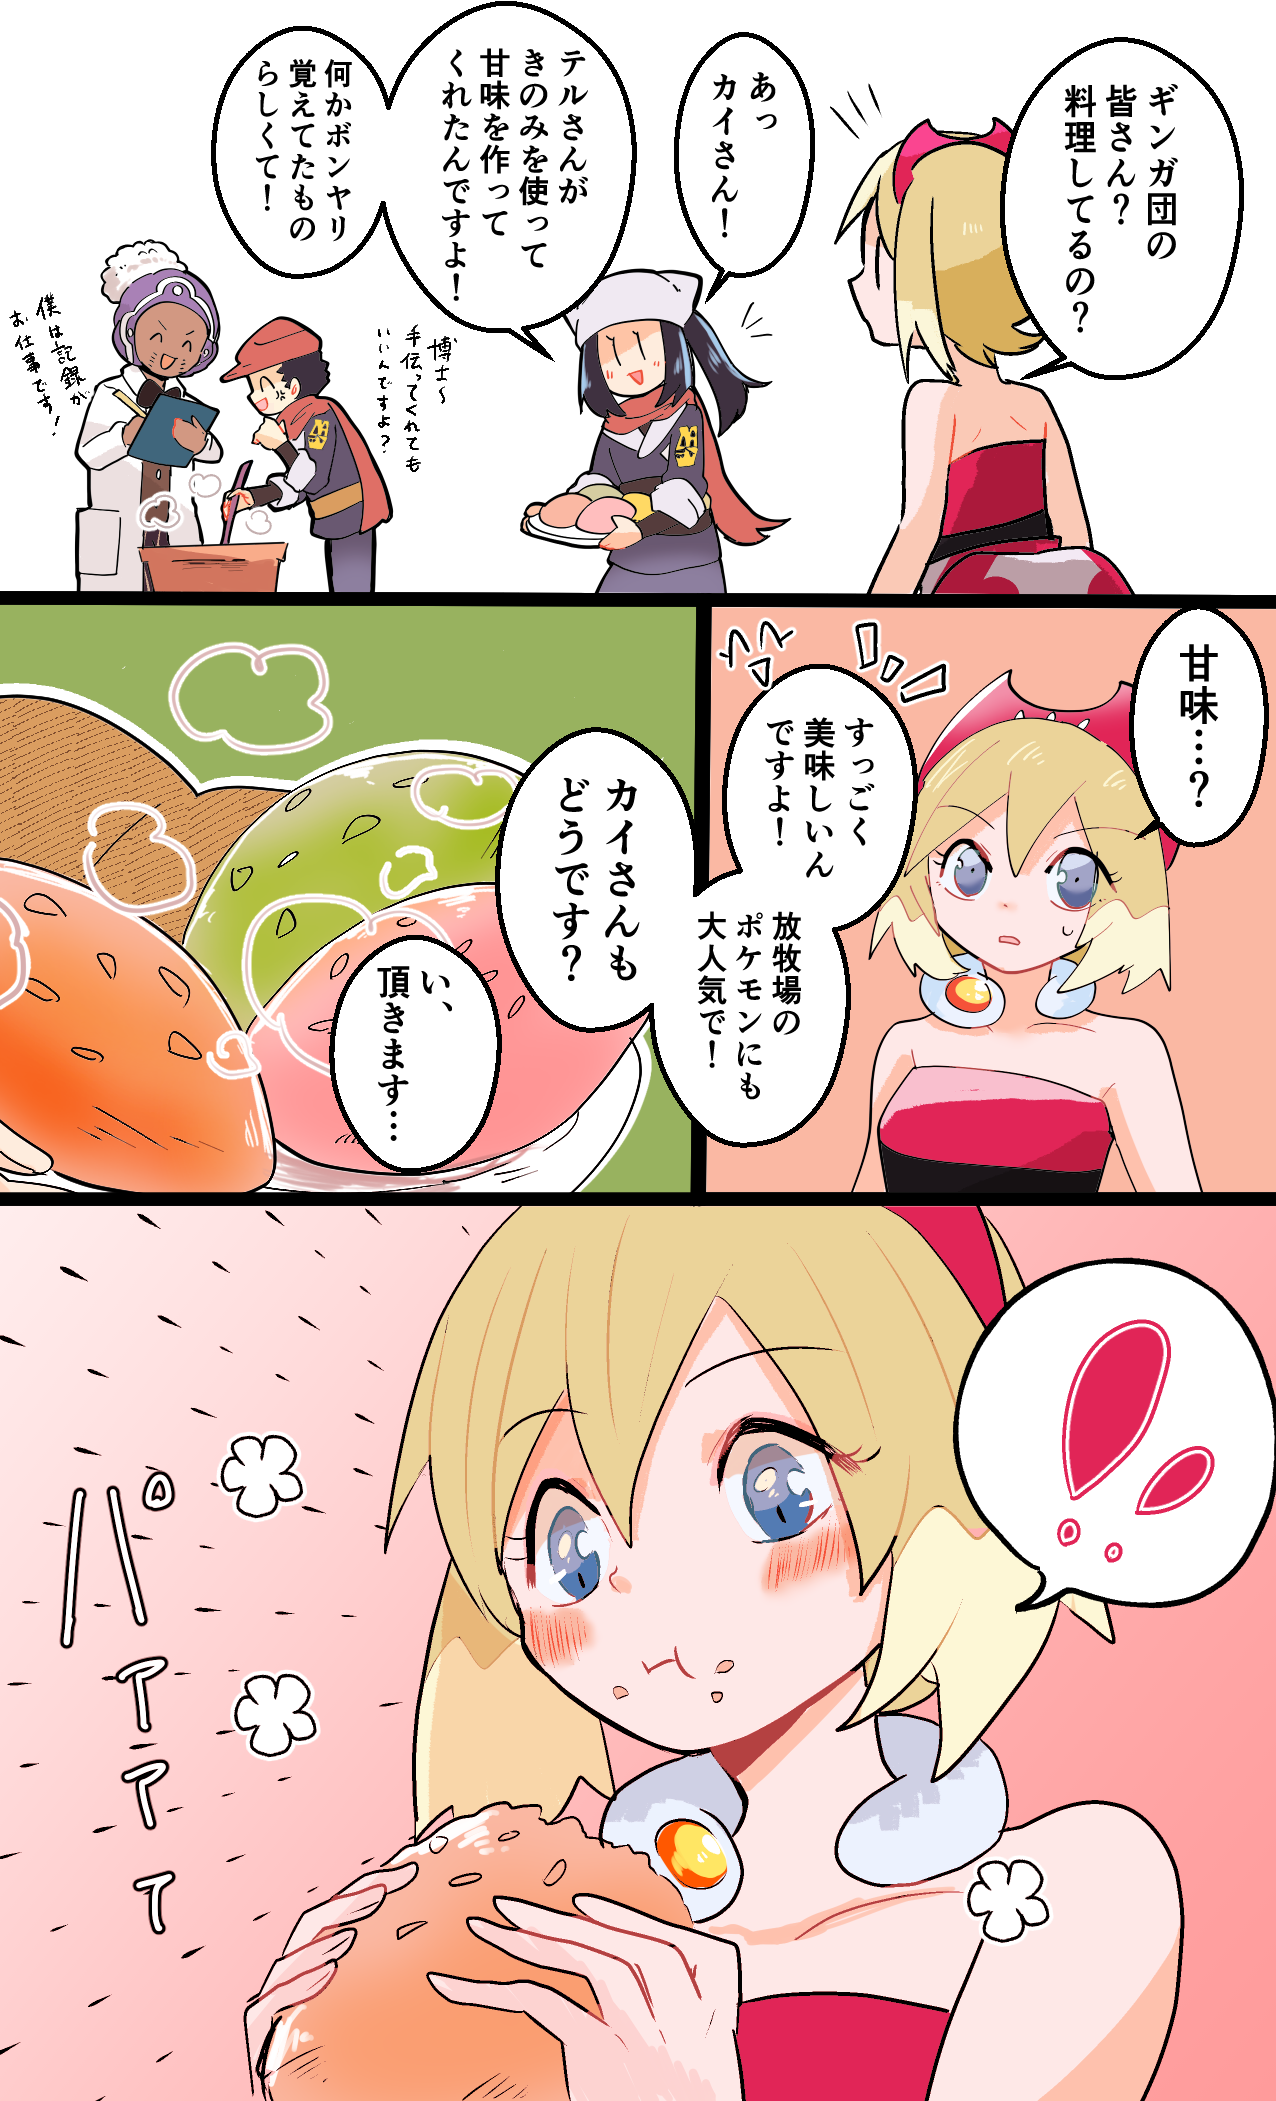 ギンガ団の
皆さん？
料理してるの？
あっ
カイさん！
テルさんが
きのみを使って
甘味を作って
くれたんですよ！
何かボンヤリ
覚えてたもの
らしくて！
博士〜
手伝ってくれても
いいんですよ？
僕は記録が
お仕事です！
甘味…？
すっごく
美味しいん
ですよ！
放牧場の
ポケモンにも
大人気で！
カイさんも
どうです？
い、
頂きます…
！！
パアアて